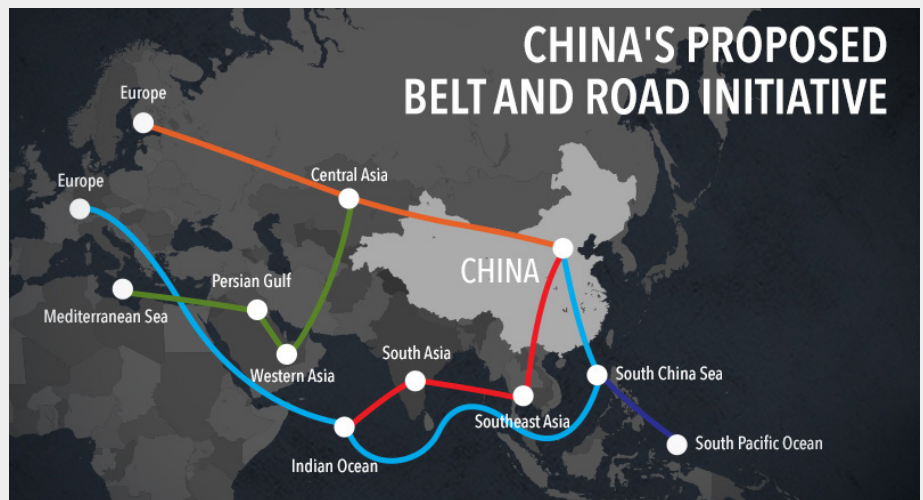 CHINA'S PROPOSED
BELT AND ROAD INITIATIVE
Europe
Central Asia
Europe
CHINA
Persian Gulf
Mediterranean Sea
South Asia
Western Asia
South China Sea
Southeast Asia
South Pacific Ocean
Indian Ocean